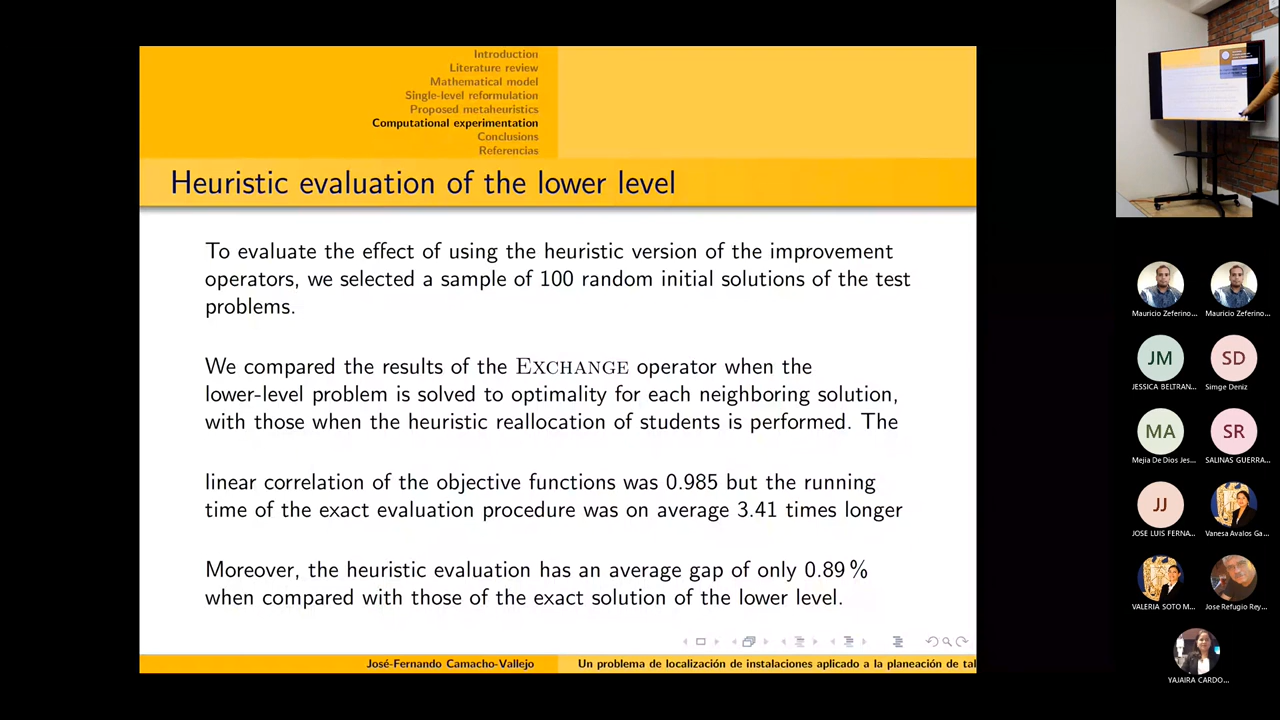 Introduction
Literature review
Mathematical model
Single-level reformulation
Proposed metaheuristics
Computational experimentation
Conclusions
Referencias
Heuristic evaluation of the lower level
To evaluate the effect of using the heuristic version of the improvement
operators, we selected a sample of 100 random initial solutions of the test
problems.
We compared the results of the EXCHANGE operator when the
lower-level problem is solved to optimality for each neighboring solution,
with those when the heuristic reallocation of students is performed. The
linear correlation of the objective functions was 0.985 but the running
time of the exact evaluation procedure was on average 3.41 times longer
Moreover, the heuristic evaluation has an average gap of only 0.89 %
when compared with those of the exact solution of the lower level.
José-Fernando Camacho-Vallejo
Un problema de localización de instalaciones aplicado a la planeación de tal
Mauricio Zeferino...
Mauricio Zeferino...
JM
SD
JESSICA BELTRAN...
Simge Deniz
MA
SR
Mejia De Dios Jes...
SALINAS GUERRA...
JJ
JOSE LUIS FERNA...
Vanesa Avalos Ga...
VALERIA SOTO M...
Jose Refugio Rey...
YAJAIRA CARDO...